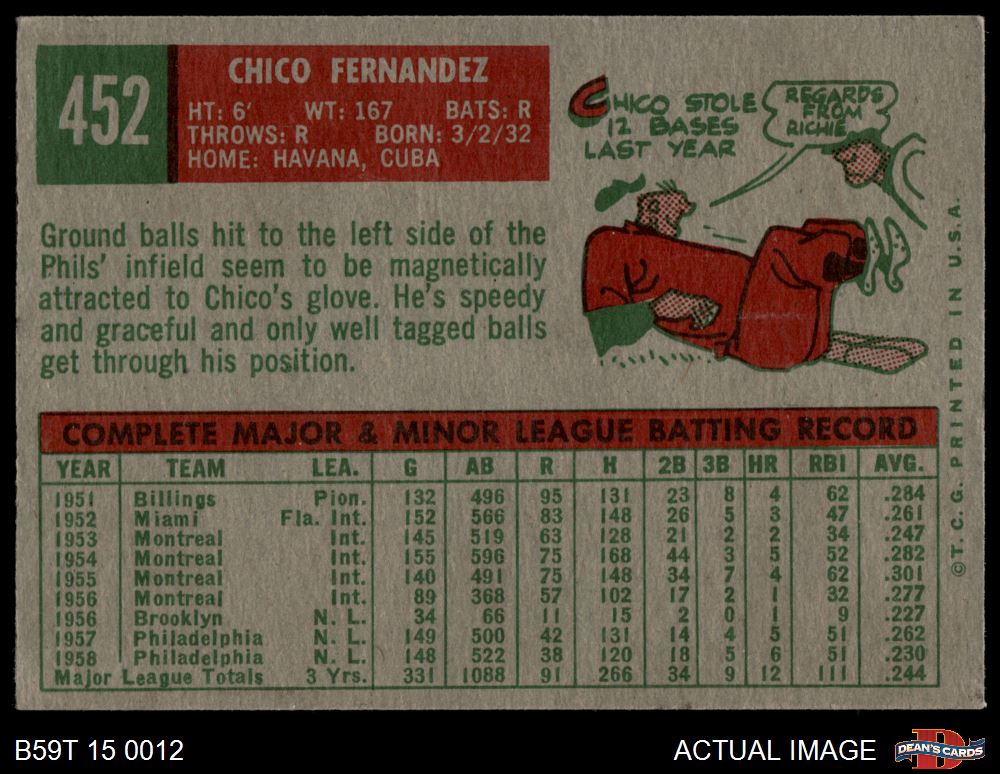 452
CHICO FERNANDEZ
HT: 6' WT: 167 BATS: R
THROWS: R BORN: 3/2/32
HOME: HAVANA, CUBA
CHICO STOLE
12 BASES
LAST YEAR
REGARDS
FROM
RICHIE
Ground balls hit to the left side of the
Phils' infield seem to be magnetically
attracted to Chico's glove. He's speedy
and graceful and only well tagged balls
get through his position.
COMPLETE MAJOR & MINOR LEAGUE BATTING RECORD
YEAR TEAM LEA. G AB R H 2B 3B HR RBI AVG.
1951 Billings Pion. 132 496 95 131 23 8 4 62 .284
1952 Miami Fla. Int. 152 566 83 148 26 5 3 47 .261
1953 Montreal Int. 145 519 63 128 21 2 2 34 .247
1954 Montreal Int. 155 596 75 168 44 3 5 52 .282
1955 Montreal Int. 140 491 75 148 34 7 4 62 .301
1956 Montreal Int. 89 368 57 102 17 2 1 32 .277
1956 Brooklyn N. L. 34 66 11 15 2 0 1 9 .227
1957 Philadelphia N. L. 149 500 42 131 14 4 5 51 .262
1958 Philadelphia N. L. 148 522 38 120 18 5 6 51 .230
Major League Totals 3 Yrs. 331 1088 91 266 34 9 12 111 .244
©T. C. G. PRINTED IN U.S.A.
B59T 15 0012
ACTUAL IMAGE
D
DEAN'S CARDS